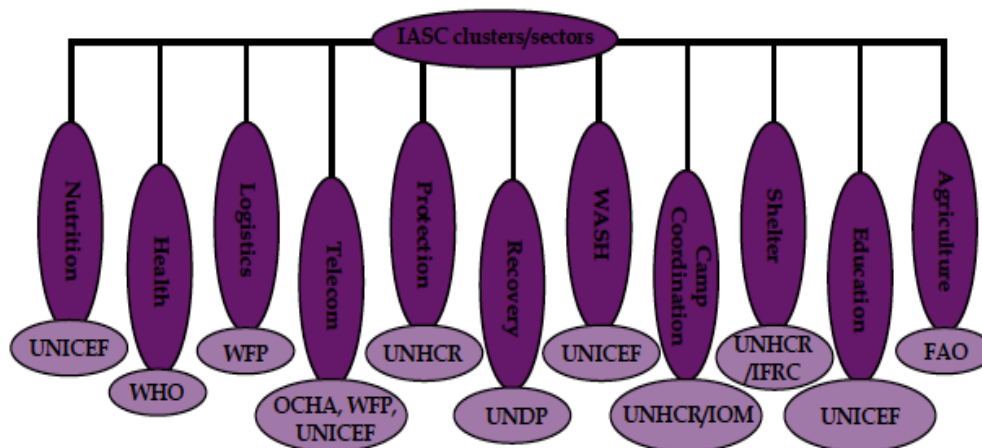 IASC clusters/sectors
Nutrition
Health
Logistics
Telecom
Protection
Recovery
WASH
Camp
Coordination
Shelter
Education
Agriculture
UNICEF
WHO
WFP
OCHA, WFP,
UNICEF
UNHCR
UNDP
UNICEF
UNHCR/IOM
UNHCR
/IFRC
UNICEF
FAO